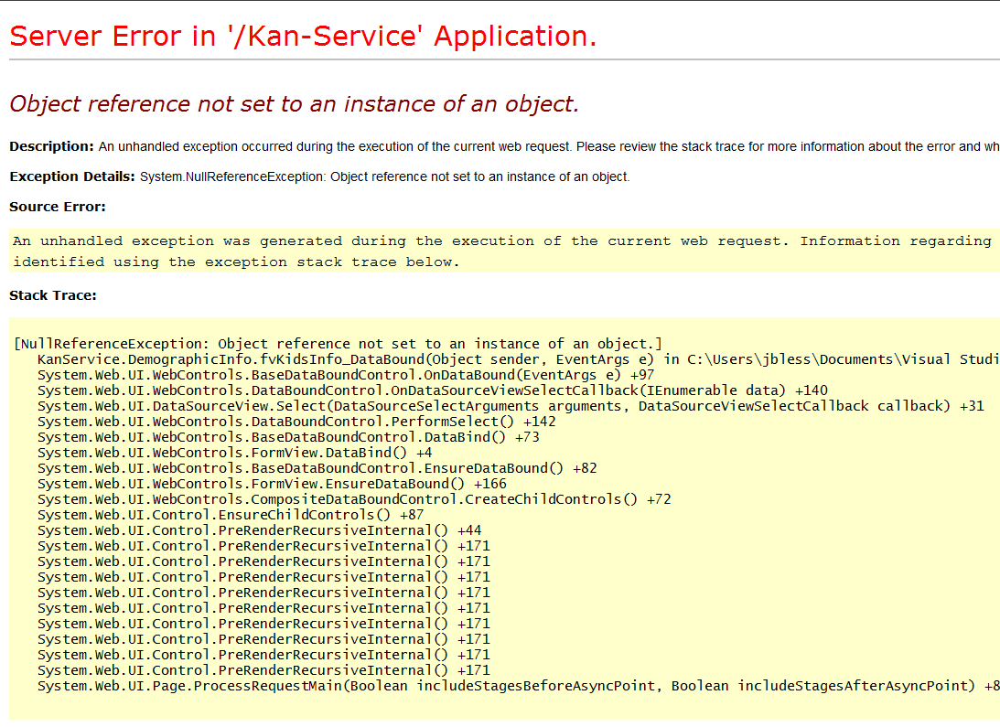 Server Error in '/Kan-Service' Application.
Object reference not set to an instance of an object.
Description: An unhandled exception occurred during the execution of the current web request. Please review the stack trace for more information about the error and wh
Exception Details: System.NullReferenceException: Object reference not set to an instance of an object.
Source Error:
An unhandled exception was generated during the execution of the current web request. Information regarding
identified using the exception stack trace below.
Stack Trace:
[NullReferenceException: Object reference not set to an instance of an object.]
KanService.DemographicInfo.fvKidsInfo_DataBound(Object sender, EventArgs e) in C:\Users\jbless\Documents\Visual Studi
System.Web.UI.WebControls.BaseDataBoundControl.OnDataBound(EventArgs e) +97
System.Web.UI.WebControls.DataBoundControl.OnDataSourceViewSelectCallback(IEnumerable data) +140
System.Web.UI.DataSourceView.Select(DataSourceSelectArguments arguments, DataSourceViewSelectCallback callback) +31
System.Web.UI.WebControls.DataBoundControl.PerformSelect() +142
System.Web.UI.WebControls.BaseDataBoundControl.DataBind() +73
System.Web.UI.WebControls.FormView.DataBind() +4
System.Web.UI.WebControls.BaseDataBoundControl.EnsureDataBound() +82
System.Web.UI.WebControls.FormView.EnsureDataBound() +166
System.Web.UI.WebControls.CompositeDataBoundControl.CreateChildControls() +72
System.Web.UI.Control.EnsureChildControls() +87
System.Web.UI.Control.PreRenderRecursiveInternal() +44
System.Web.UI.Control.PreRenderRecursiveInternal() +171
System.Web.UI.Control.PreRenderRecursiveInternal() +171
System.Web.UI.Control.PreRenderRecursiveInternal() +171
System.Web.UI.Control.PreRenderRecursiveInternal() +171
System.Web.UI.Control.PreRenderRecursiveInternal() +171
System.Web.UI.Control.PreRenderRecursiveInternal() +171
System.Web.UI.Control.PreRenderRecursiveInternal() +171
System.Web.UI.Control.PreRenderRecursiveInternal() +171
System.Web.UI.Control.PreRenderRecursiveInternal() +171
System.Web.UI.Page.ProcessRequestMain(Boolean includeStagesBeforeAsyncPoint, Boolean includeStagesAfterAsyncPoint) +8